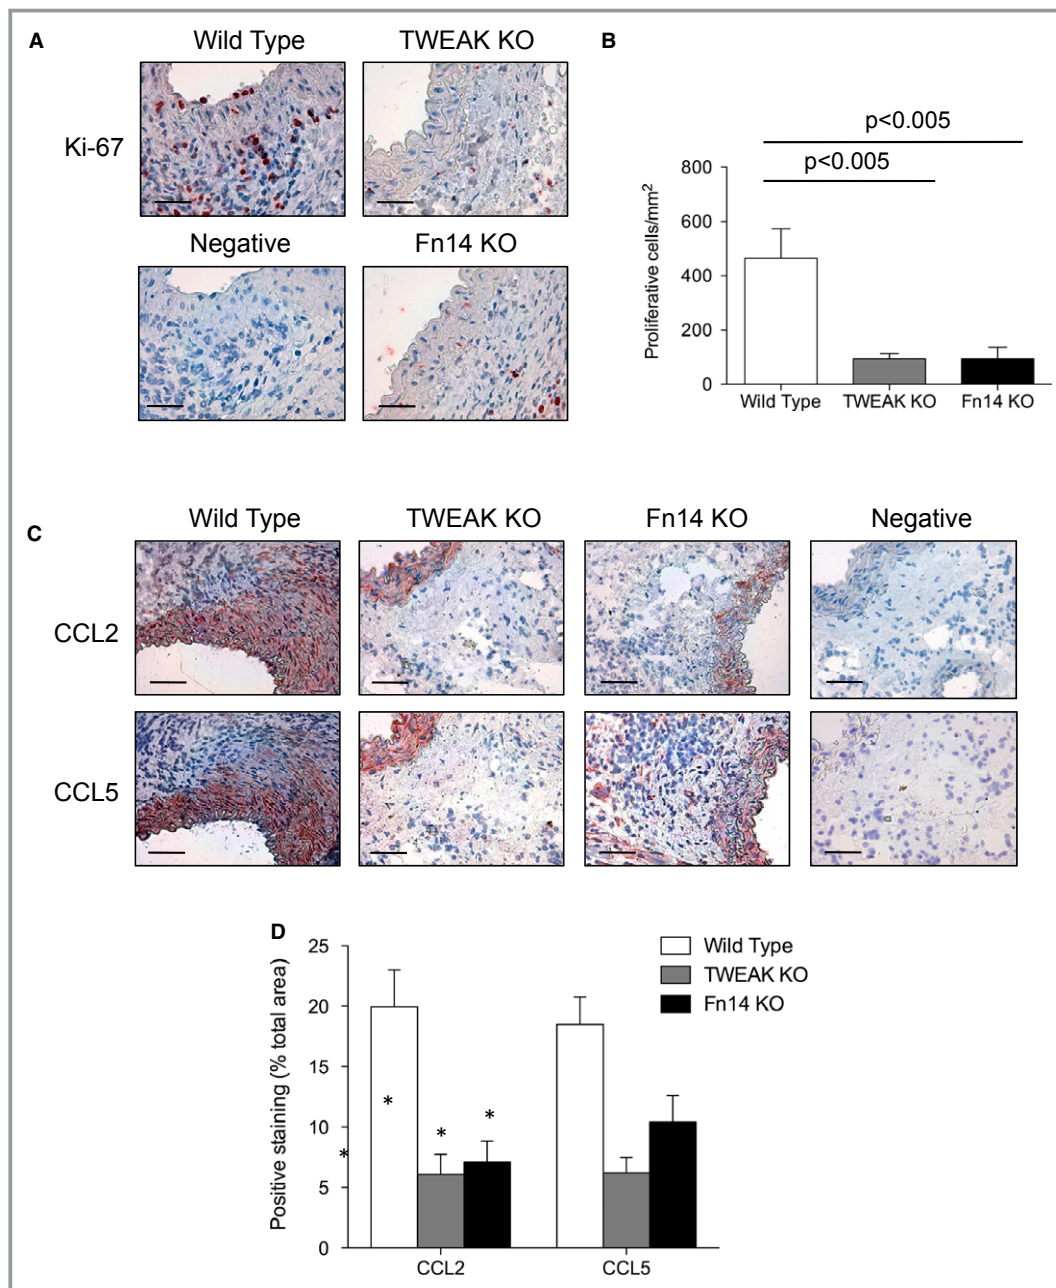 A
Wild Type
TWEAK KO
Ki-67
Negative
Fn14 KO
B
p<0.005
p<0.005
Proliferative cells/mm²
800
600
400
200
0
Wild Type
TWEAK KO
Fn14 KO
C
Wild Type
TWEAK KO
Fn14 KO
Negative
CCL2
CCL5
D
Positive staining (% total area)
25
20
15
10
5
0
*
*
*
*
CCL2
CCL5
Wild Type
TWEAK KO
Fn14 KO